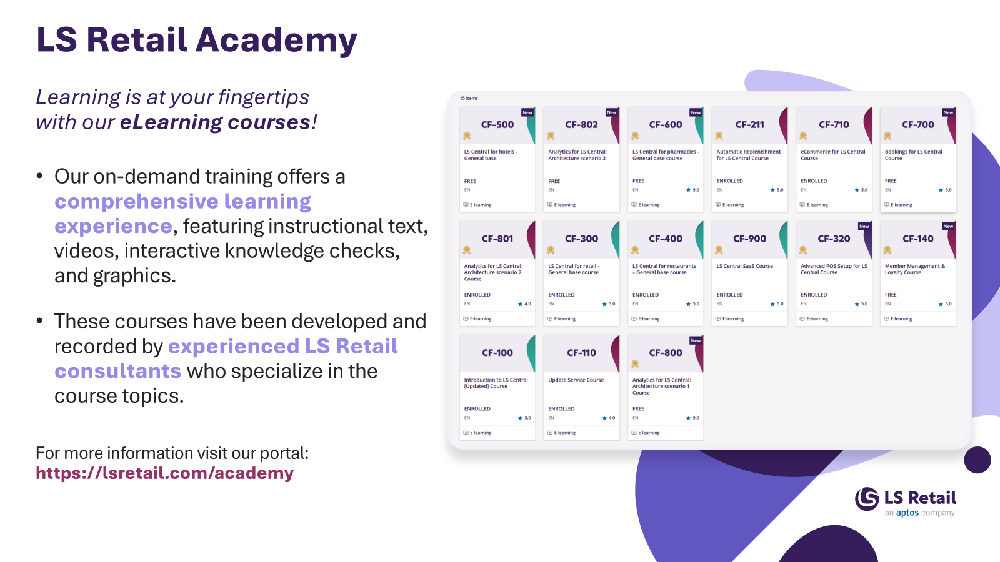 LS Retail Academy
Learning is at your fingertips
with our eLearning courses!
• Our on-demand training offers a
comprehensive learning
experience, featuring instructional text,
videos, interactive knowledge checks,
and graphics.
• These courses have been developed and
recorded by experienced LS Retail
consultants who specialize in the
course topics.
For more information visit our portal:
https://lsretail.com/academy
15 Items
New
CF-500
LS Central for hotels -
General base
FREE
EN
E-learning
New
CF-802
Analytics for LS Central:
Architecture scenario 3
FREE
EN
E-learning
New
CF-600
LS Central for pharmacies -
General base course
FREE
EN
5.0
E-learning
CF-211
Automatic Replenishment
for LS Central Course
ENROLLED
EN
5.0
E-learning
CF-710
eCommerce for LS Central
Course
ENROLLED
EN
5.0
E-learning
New
CF-700
Bookings for LS Central
Course
FREE
EN
5.0
E-learning
CF-801
Analytics for LS Central:
Architecture scenario 2
Course
ENROLLED
EN
4.0
E-learning
CF-300
LS Central for retail -
General base course
ENROLLED
EN
5.0
E-learning
CF-400
LS Central for restaurants
– General base course
ENROLLED
EN
5.0
E-learning
CF-900
LS Central SaaS Course
ENROLLED
EN
5.0
E-learning
New
CF-320
Advanced POS Setup for LS
Central Course
ENROLLED
EN
5.0
E-learning
New
CF-140
Member Management &
Loyalty Course
FREE
EN
5.0
E-learning
CF-100
Introduction to LS Central
[Updated] Course
ENROLLED
EN
5.0
E-learning
CF-110
Update Service Course
ENROLLED
EN
4.0
E-learning
New
CF-800
Analytics for LS Central:
Architecture scenario 1
Course
FREE
EN
5.0
E-learning
LS Retail
an aptos company